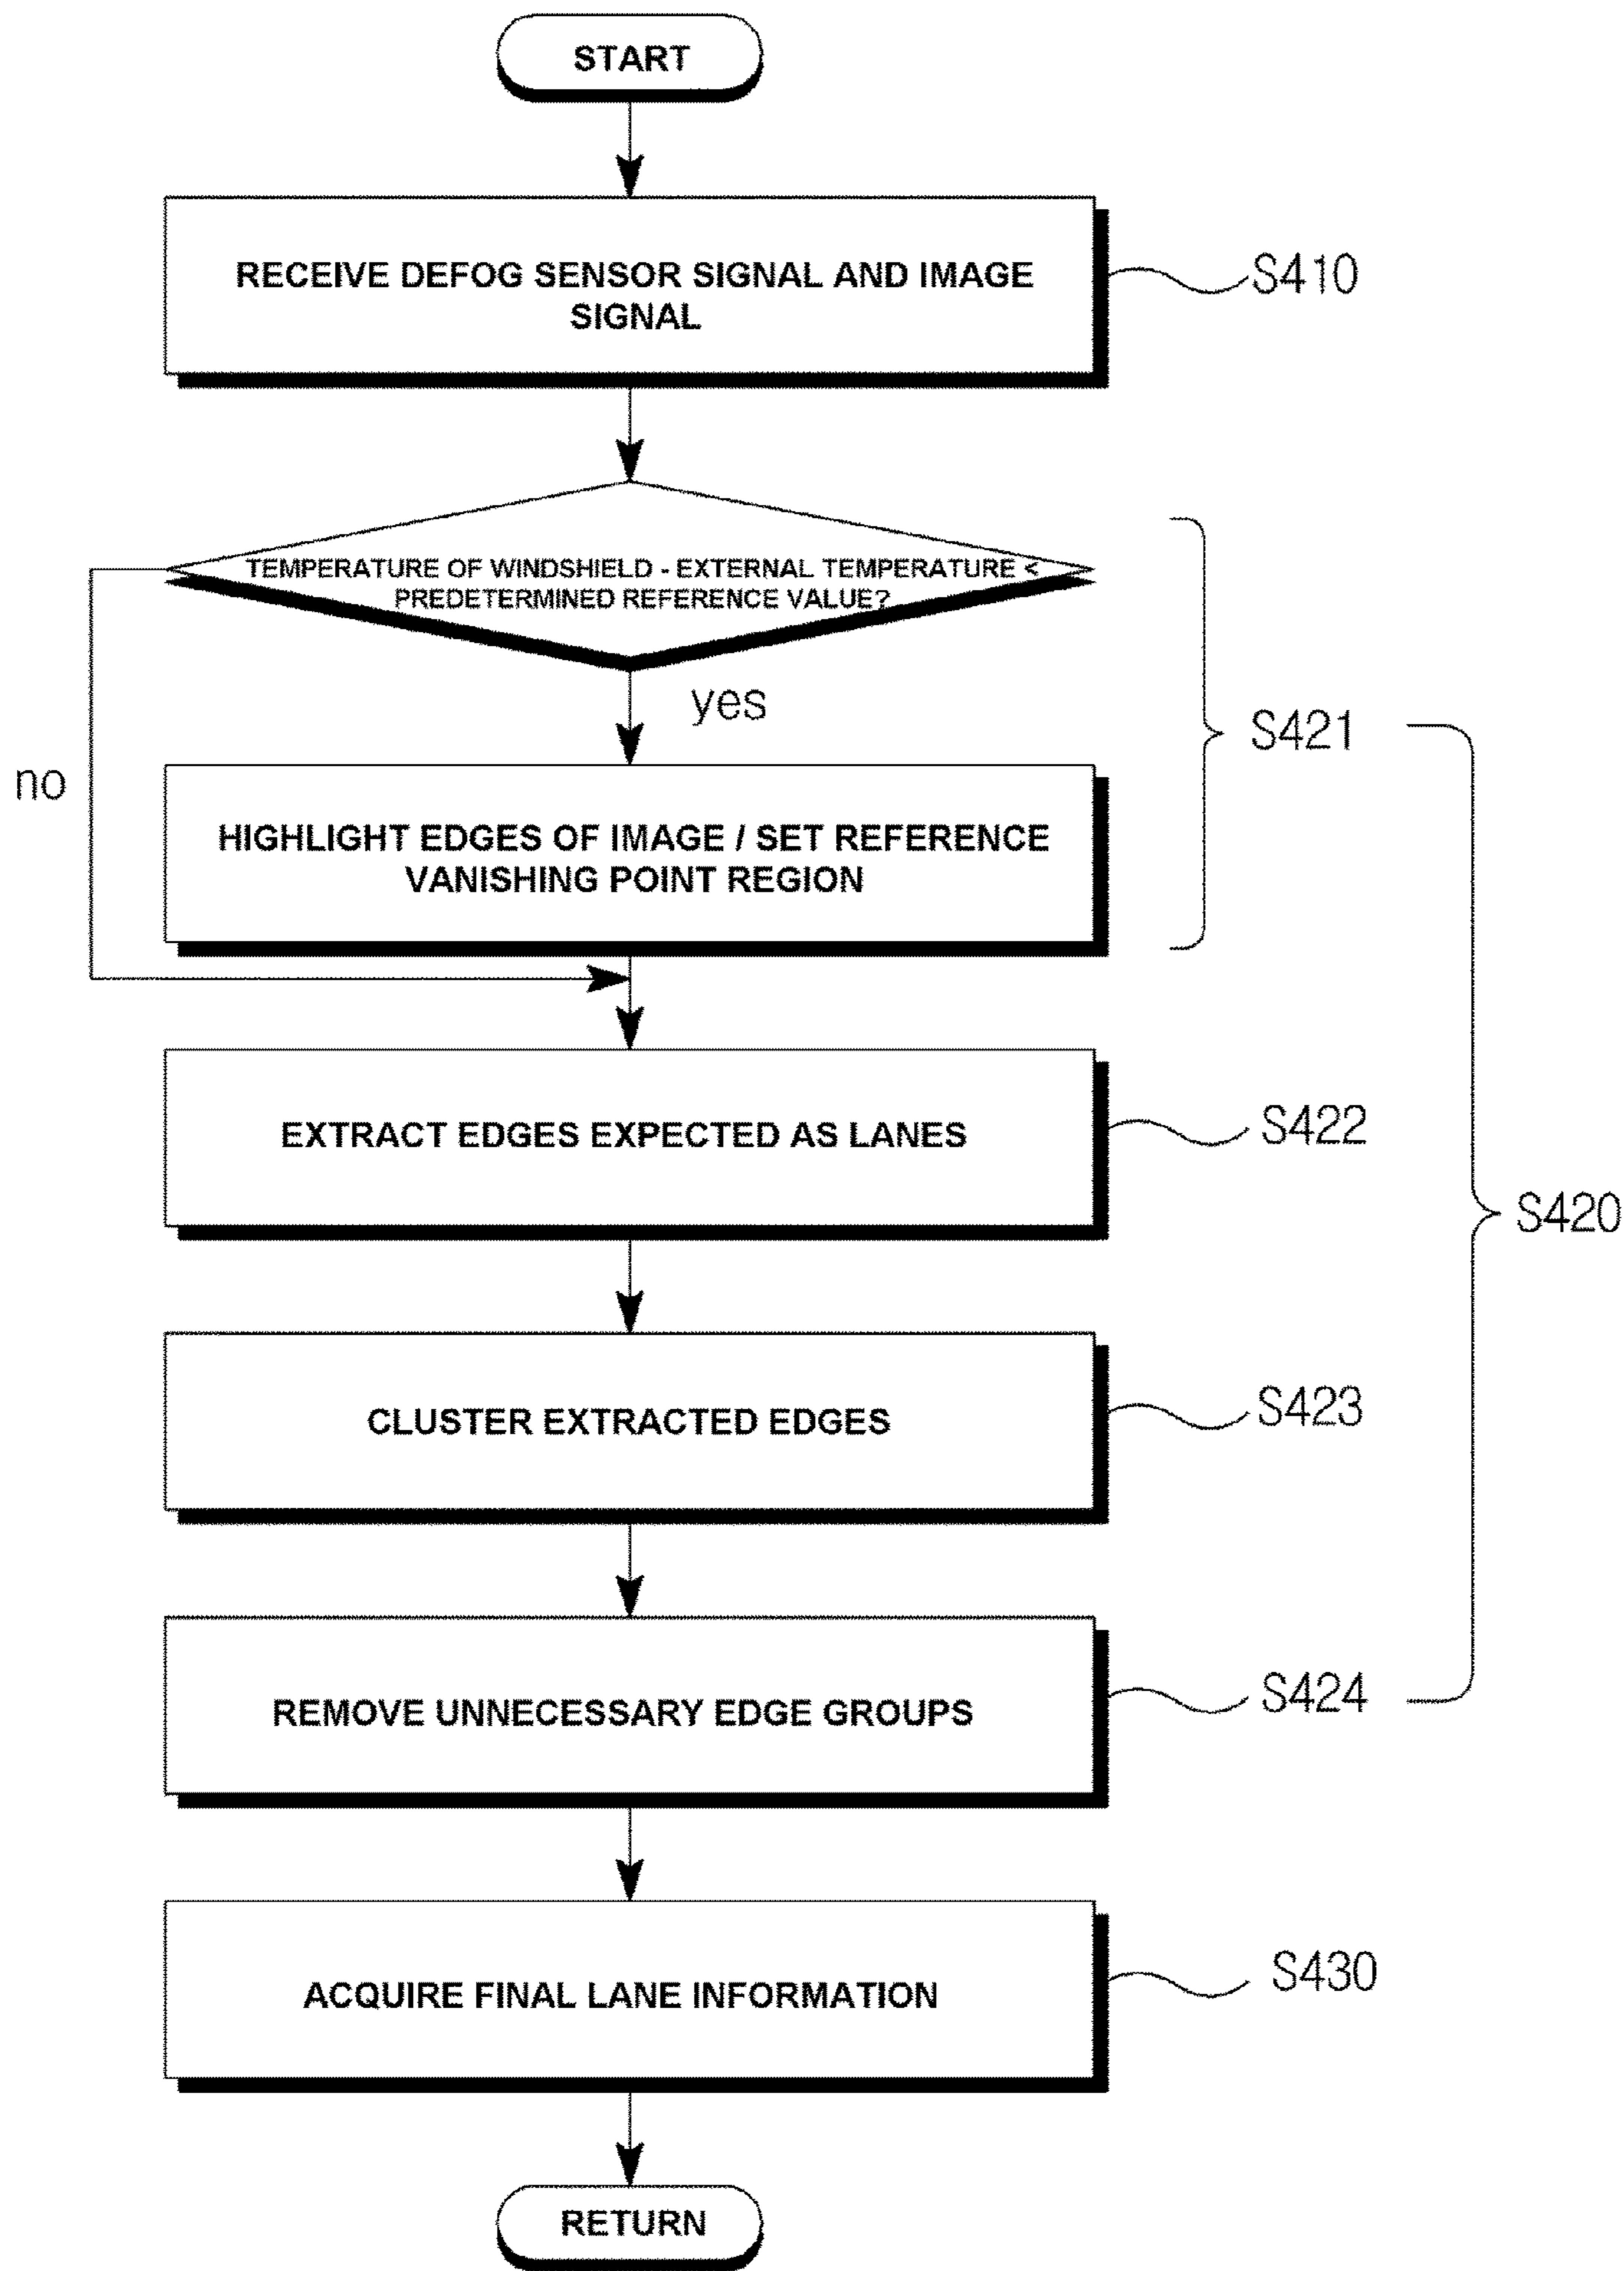 START
RECEIVE DEFOG SENSOR SIGNAL AND IMAGE
SIGNAL
S410
TEMPERATURE OF WINDSHIELD - EXTERNAL TEMPERATURE <
PREDETERMINED REFERENCE VALUE?
yes
no
S421
HIGHLIGHT EDGES OF IMAGE / SET REFERENCE
VANISHING POINT REGION
EXTRACT EDGES EXPECTED AS LANES
S422
S420
CLUSTER EXTRACTED EDGES
S423
REMOVE UNNECESSARY EDGE GROUPS
S424
ACQUIRE FINAL LANE INFORMATION
S430
RETURN